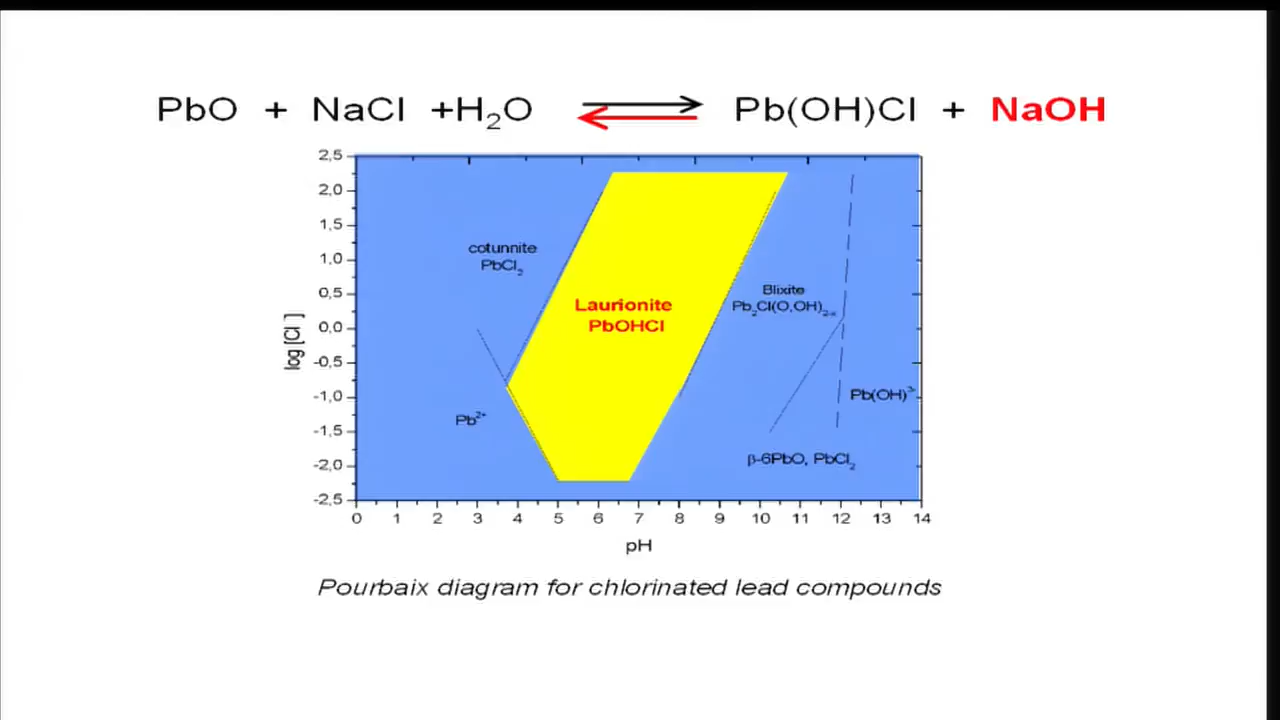 PbO + NaCl +H₂O ⇌ Pb(OH)Cl + NaOH
2,5
2,0
1,5
1,0
0,5
0,0
-0,5
-1,0
-1,5
-2,0
-2,5
log [Cl⁻]
cotunnite
PbCl₂
Laurionite
PbOHCl
Blixite
Pb₂Cl(O,OH)₂₋ₓ
Pb²⁺
Pb(OH)³⁻
β-6PbO, PbCl₂
0 1 2 3 4 5 6 7 8 9 10 11 12 13 14
pH
Pourbaix diagram for chlorinated lead compounds